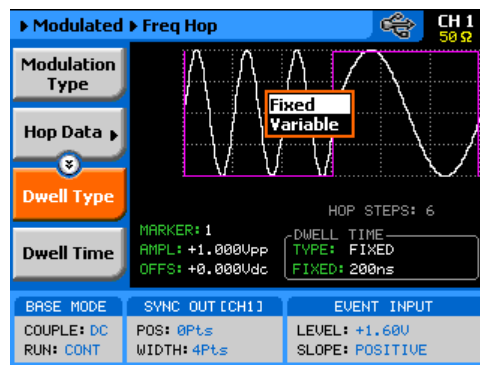 ▸ Modulated ▸ Freq Hop
CH 1
50 Ω
Modulation
Type
Hop Data ▸
Dwell Type
Dwell Time
Fixed
Variable
HOP STEPS: 6
MARKER: 1
AMPL: +1.000Vpp
OFFS: +0.000Vdc
DWELL TIME
TYPE: FIXED
FIXED: 200ns
BASE MODE
COUPLE: DC
RUN: CONT
SYNC OUT [CH1]
POS: 0Pts
WIDTH: 4Pts
EVENT INPUT
LEVEL: +1.60V
SLOPE: POSITIVE